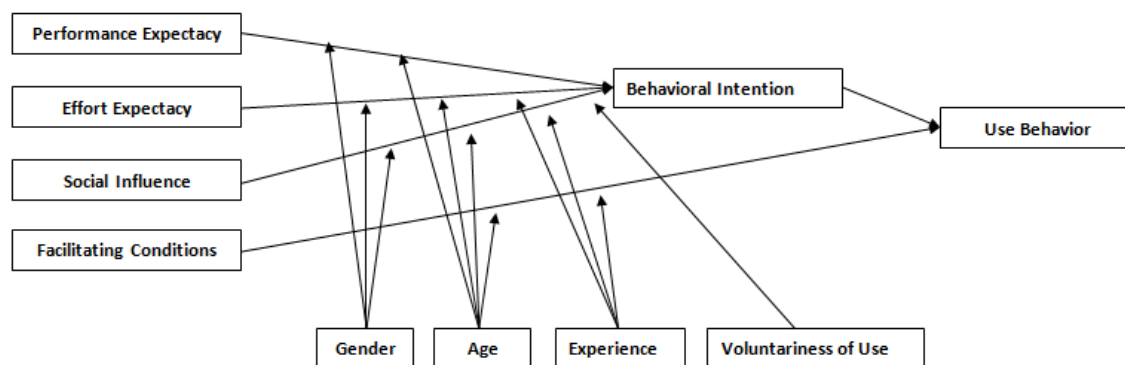 Performance Expectacy
Effort Expectacy
Social Influence
Facilitating Conditions
Behavioral Intention
Use Behavior
Gender
Age
Experience
Voluntariness of Use